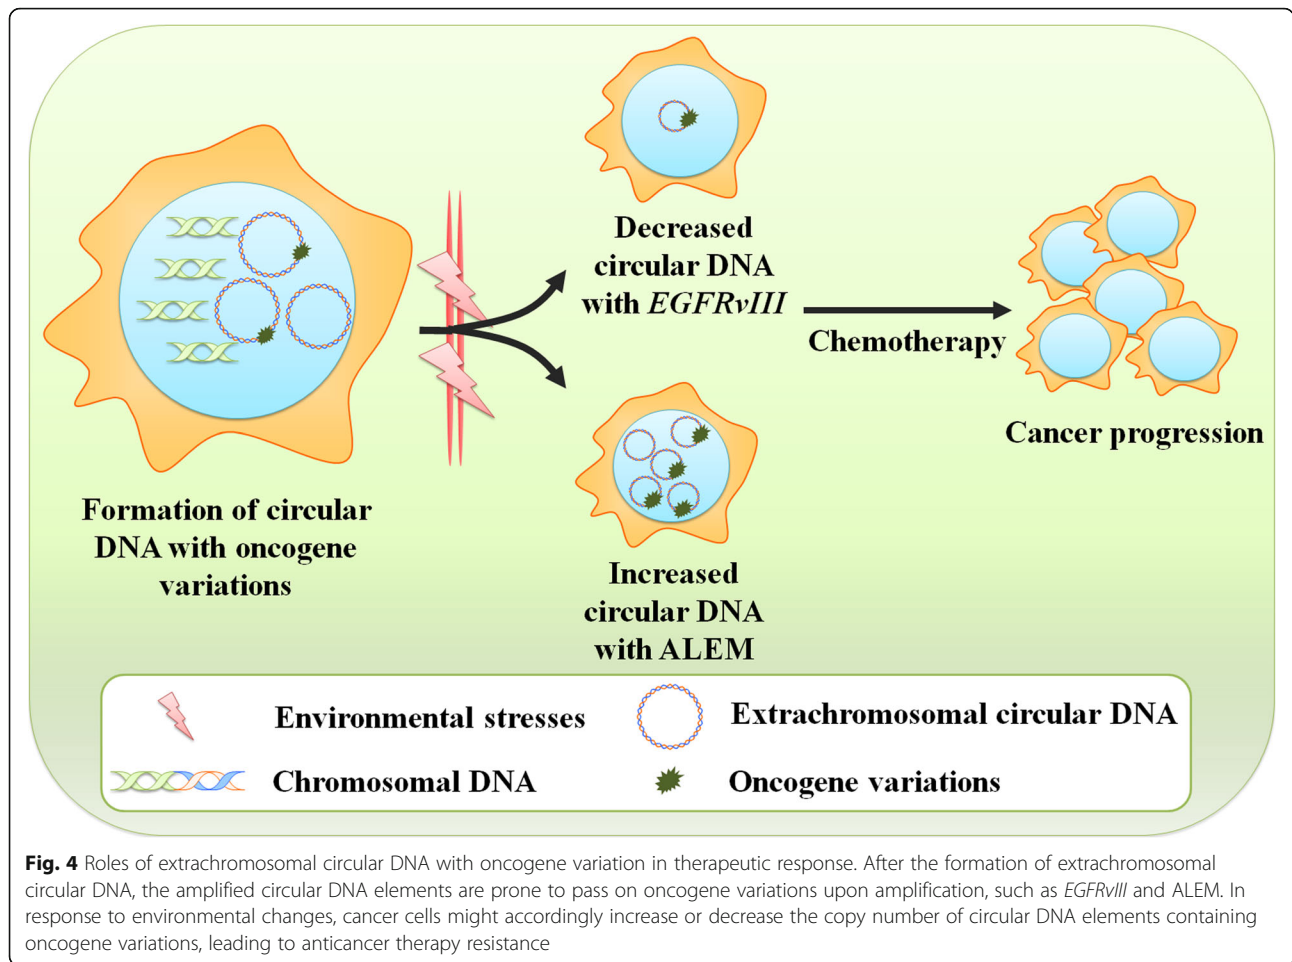 Decreased
circular DNA
with EGFRvIII
Chemotherapy
Cancer progression
Formation of circular
DNA with oncogene
variations
Increased
circular DNA
with ALEM
Environmental stresses
Extrachromosomal circular DNA
Chromosomal DNA
Oncogene variations
Fig. 4 Roles of extrachromosomal circular DNA with oncogene variation in therapeutic response. After the formation of extrachromosomal
circular DNA, the amplified circular DNA elements are prone to pass on oncogene variations upon amplification, such as EGFRvIII and ALEM. In
response to environmental changes, cancer cells might accordingly increase or decrease the copy number of circular DNA elements containing
oncogene variations, leading to anticancer therapy resistance